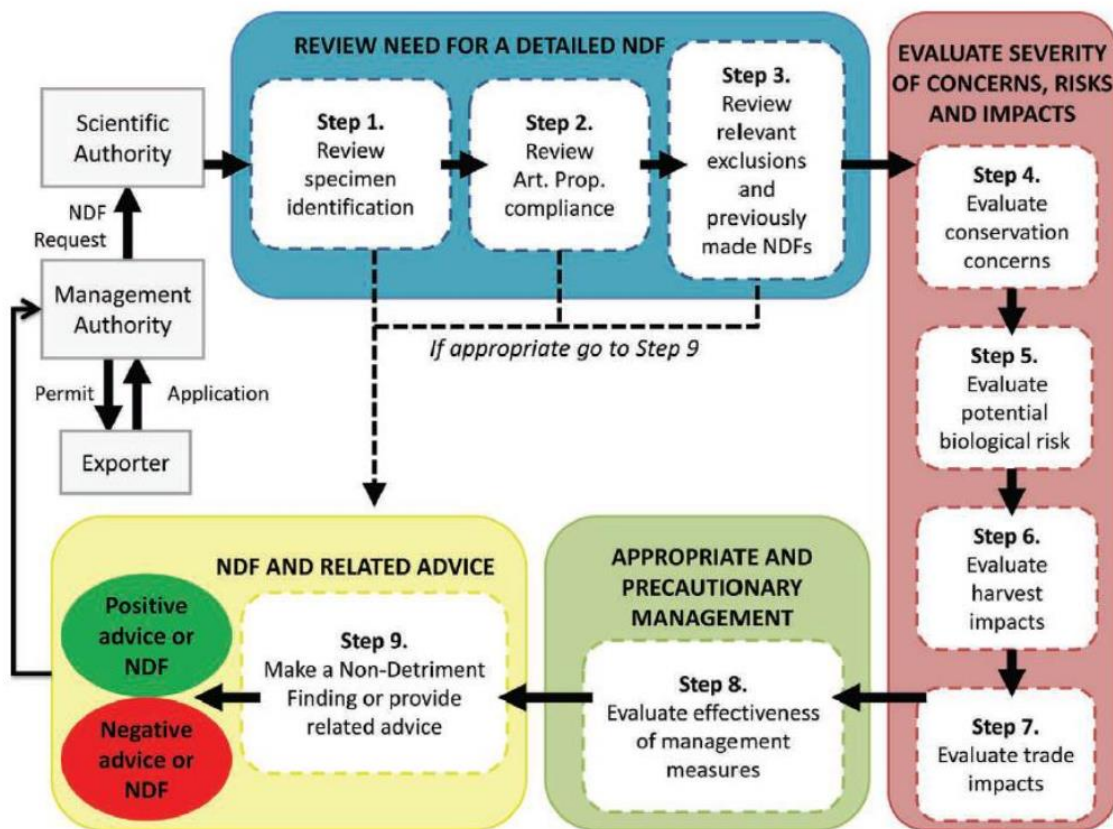 REVIEW NEED FOR A DETAILED NDF
Step 1.
Review
specimen
identification
Step 2.
Review
Art. Prop.
compliance
Step 3.
Review
relevant
exclusions
and
previously
made NDFs
EVALUATE SEVERITY
OF CONCERNS, RISKS
AND IMPACTS
Scientific
Authority
NDF
Request
Management
Authority
Permit
Application
Exporter
If appropriate go to Step 9
Step 4.
Evaluate
conservation
concerns
Step 5.
Evaluate
potential
biological risk
Step 6.
Evaluate
harvest
impacts
Step 7.
Evaluate trade
impacts
APPROPRIATE AND
PRECAUTIONARY
MANAGEMENT
Step 8.
Evaluate effectiveness
of management
measures
NDF AND RELATED ADVICE
Step 9.
Make a Non-Detriment
Finding or provide
related advice
Positive
advice or
NDF
Negative
advice or
NDF